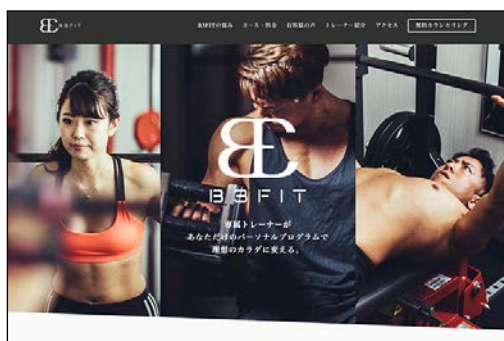 B3FIT
B3FITの強み コース・料金 お客様の声 トレーナー紹介 アクセス 無料カウンセリング
B3FIT
専属トレーナーが
あなただけのパーソナルプログラムで
理想のカラダに変える。